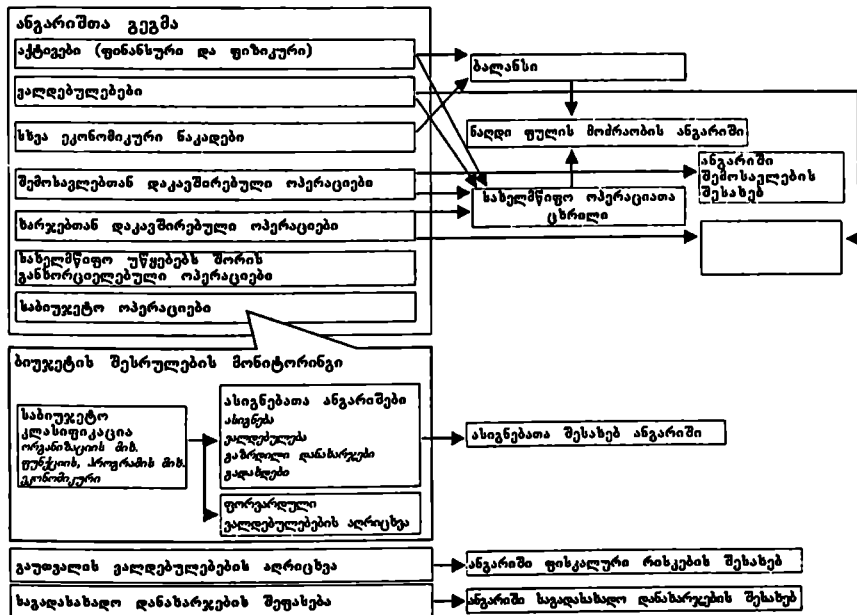 ანგარიშთა გეგმა
აქტივები (ფინანსური და ფიზიკური)
ვალდებულებები
სხვა ეკონომიკური ნაკადები
შემოსავლებთან დაკავშირებული ოპერაციები
ხარჯებთან დაკავშირებული ოპერაციები
სახელმწიფო უწყებებს შორის
განხორციელებული ოპერაციები
საბიუჯეტო ოპერაციები
ბალანსი
ნაღდი ფულის მოძრაობის ანგარიში
სახელმწიფო ოპერაციათა
ცხრილი
ანგარიში
შემოსავლების
შესახებ
ბიუჯეტის შესრულების მონიტორინგი
საბიუჯეტო
კლასიფიკაცია
ორგანიზაციის მიხ.
ფუნქციის, პროგრამის მიხ.
ეკონომიკური
ასიგნებათა ანგარიშები
ასიგნება
ვალდებულება
გაზრდილი დანახარჯები
გადახდები
ფორვარდული
ვალდებულებების აღრიცხვა
ასიგნებათა შესახებ ანგარიში
გაუთვალის ვალდებულებების აღრიცხვა
ანგარიში ფისკალური რისკების შესახებ
საგადასახადო დანახარჯების შეფასება
ანგარიში საგადასახადო დანახარჯების შესახებ